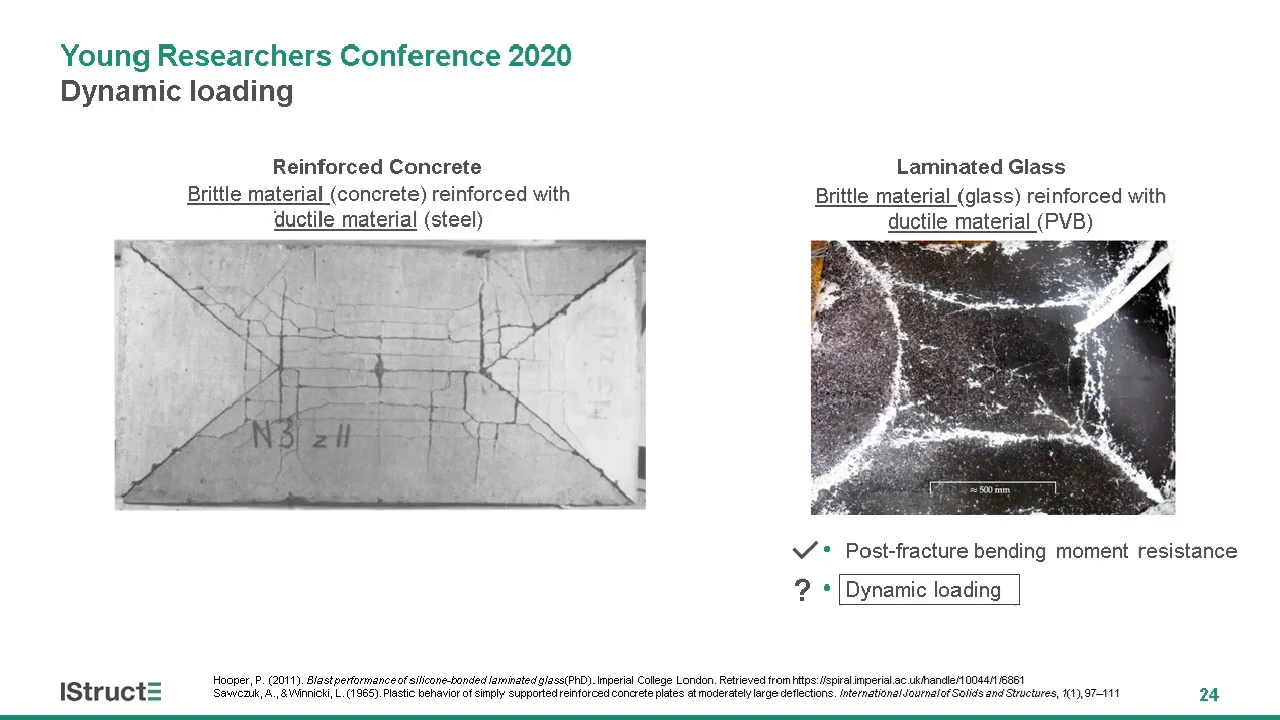 Young Researchers Conference 2020
Dynamic loading
Reinforced Concrete
Brittle material (concrete) reinforced with
ductile material (steel)
Laminated Glass
Brittle material (glass) reinforced with
ductile material (PVB)
N3 z II
≈ 500 mm
• Post-fracture bending moment resistance
? • Dynamic loading
Hooper, P. (2011). Blast performance of silicone-bonded laminated glass(PhD). Imperial College London. Retrieved from https://spiral.imperial.ac.uk/handle/10044/1/6861
Sawczuk, A., & Winnicki, L. (1965). Plastic behavior of simply supported reinforced concrete plates at moderately large deflections. International Journal of Solids and Structures, 1(1), 97–111
IStructE
24